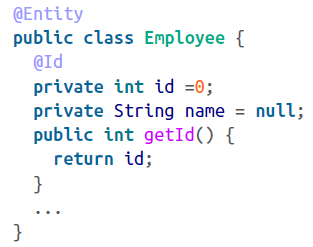 @Entity
public class Employee {
@Id
private int id =0;
private String name = null;
public int getId() {
return id;
}
...
}